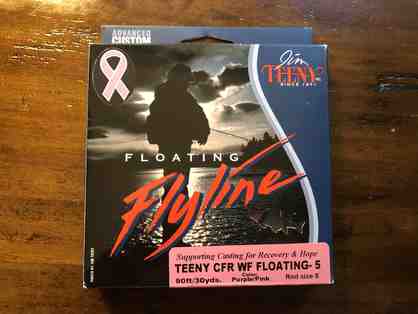 ADVANCED
CUSTOM
Jim
TEENY
SINCE 1971
FLOATING
Flyline
Supporting Casting for Recovery & Hope
TEENY CFR WF FLOATING- 5
90ft/30yds.
Color:
Purple/Pink
Rod size 5